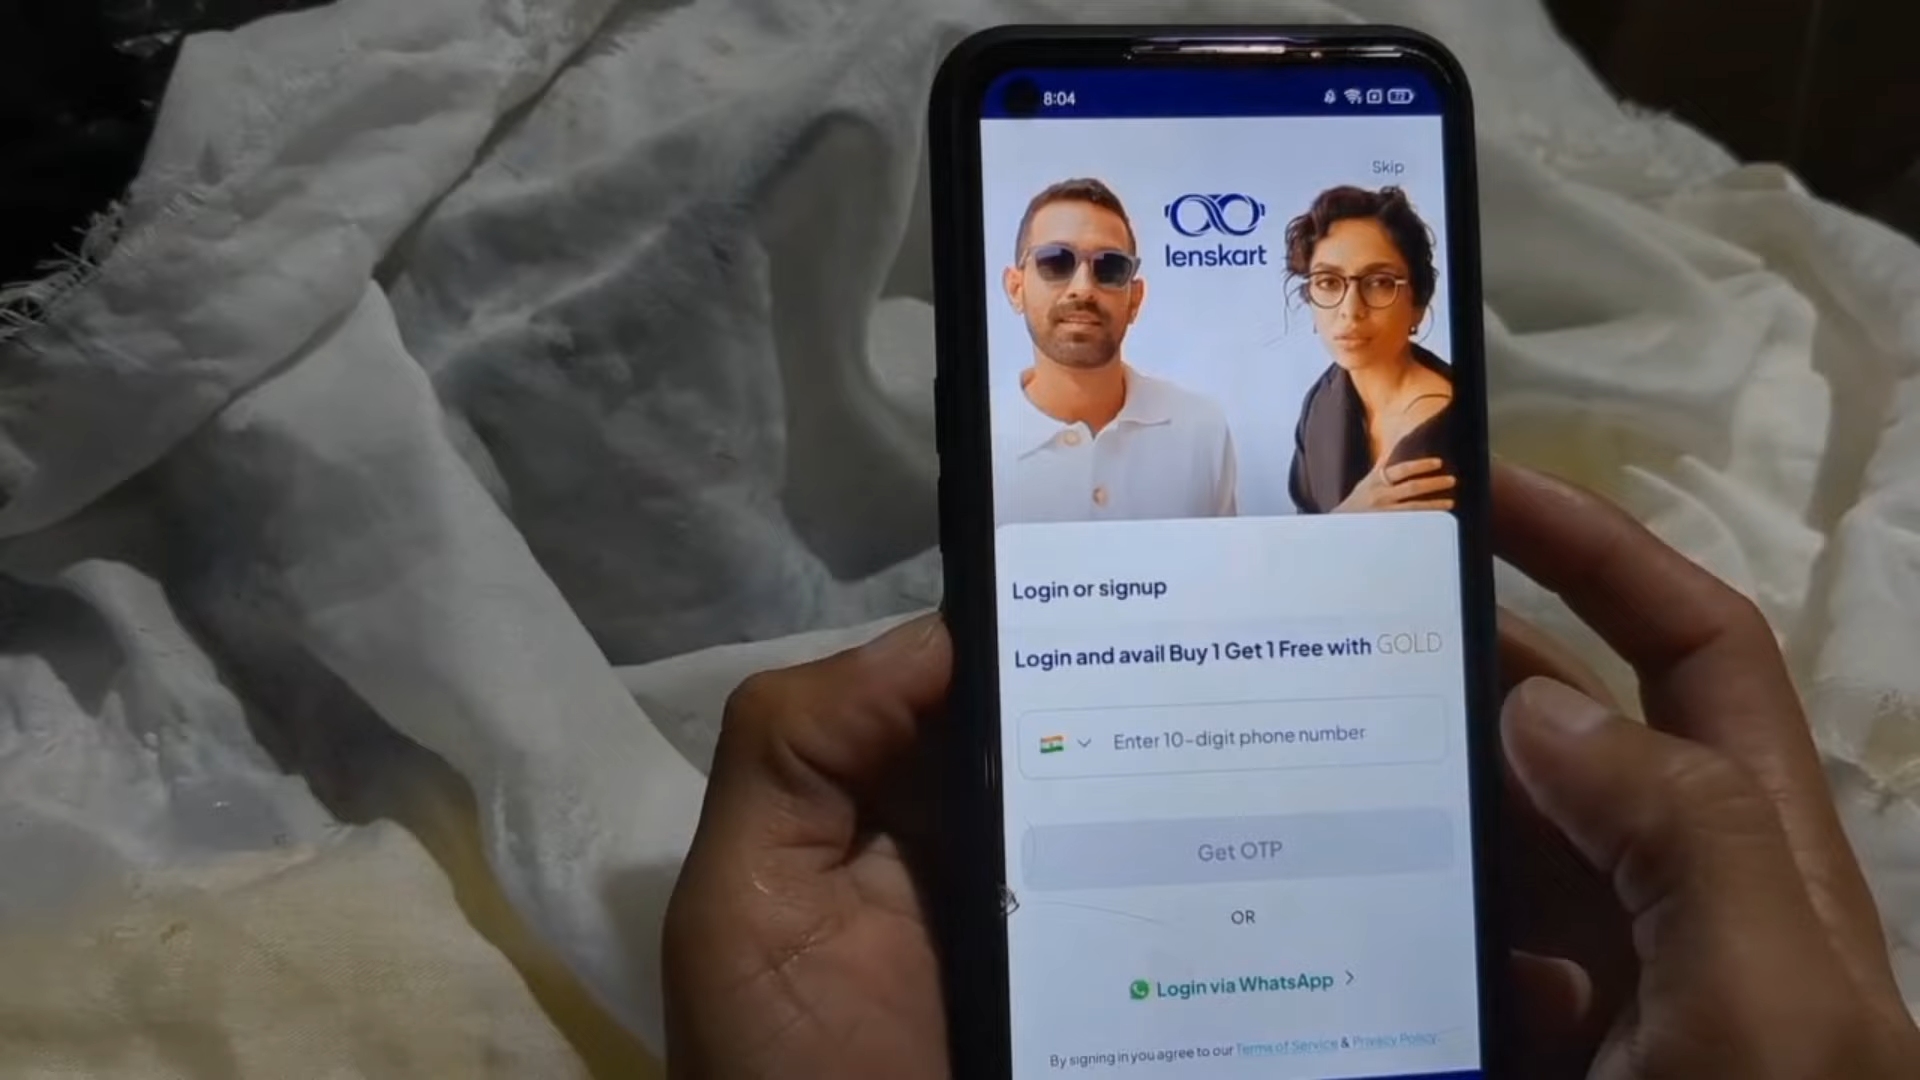 8:04
72
Skip
lenskart
Login or signup
Login and avail Buy 1 Get 1 Free with GOLD
Enter 10-digit phone number
Get OTP
OR
Login via WhatsApp
By signing in you agree to our Terms of Service & Privacy Policy.